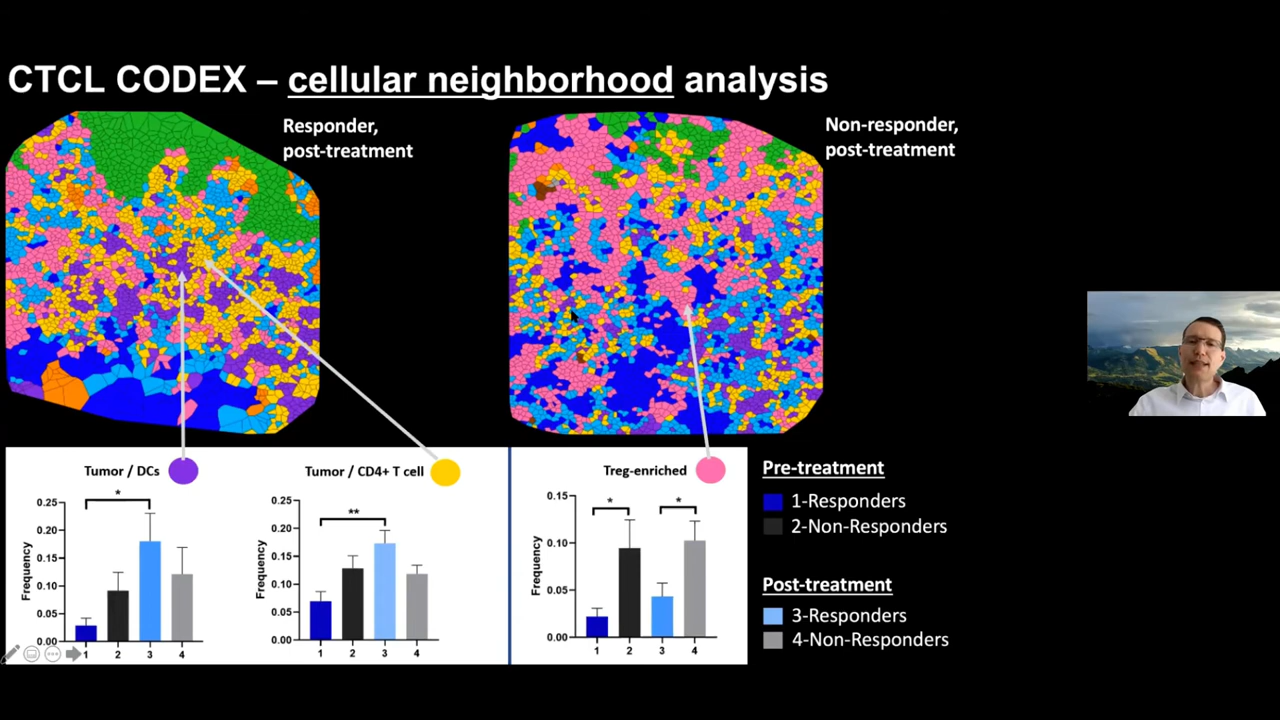 CTCL CODEX – cellular neighborhood analysis
Responder,
post-treatment
Non-responder,
post-treatment
Tumor / DCs
Frequency
0.25
0.20
0.15
0.10
0.05
0.00
*
1 2 3 4
Tumor / CD4+ T cell
Frequency
0.25
0.20
0.15
0.10
0.05
0.00
**
1 2 3 4
Treg-enriched
Frequency
0.15
0.10
0.05
0.00
* *
1 2 3 4
Pre-treatment
1-Responders
2-Non-Responders
Post-treatment
3-Responders
4-Non-Responders